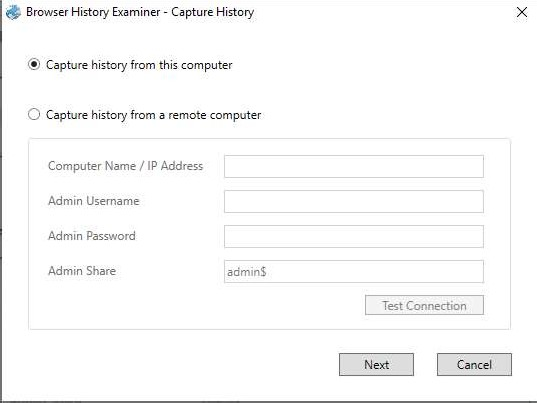 Browser History Examiner - Capture History
Capture history from this computer
Capture history from a remote computer
Computer Name / IP Address
Admin Username
Admin Password
Admin Share
admin$
Test Connection
Next
Cancel